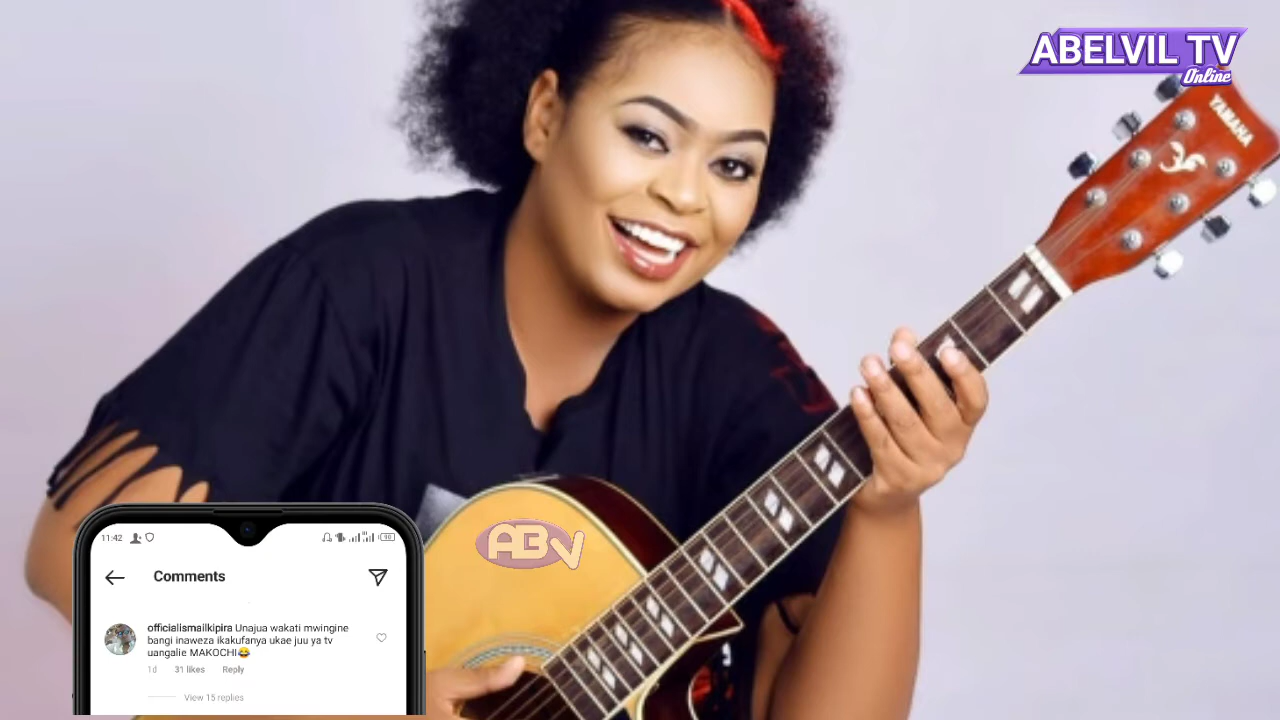 ABELVIL TV
Online
YAMAHA
ABV
11:42
Comments
officialismailkipira Unajua wakati mwingine
bangi inaweza ikakufanya ukae juu ya tv
uangalie MAKOCHI😂
1d 31 likes Reply
View 15 replies